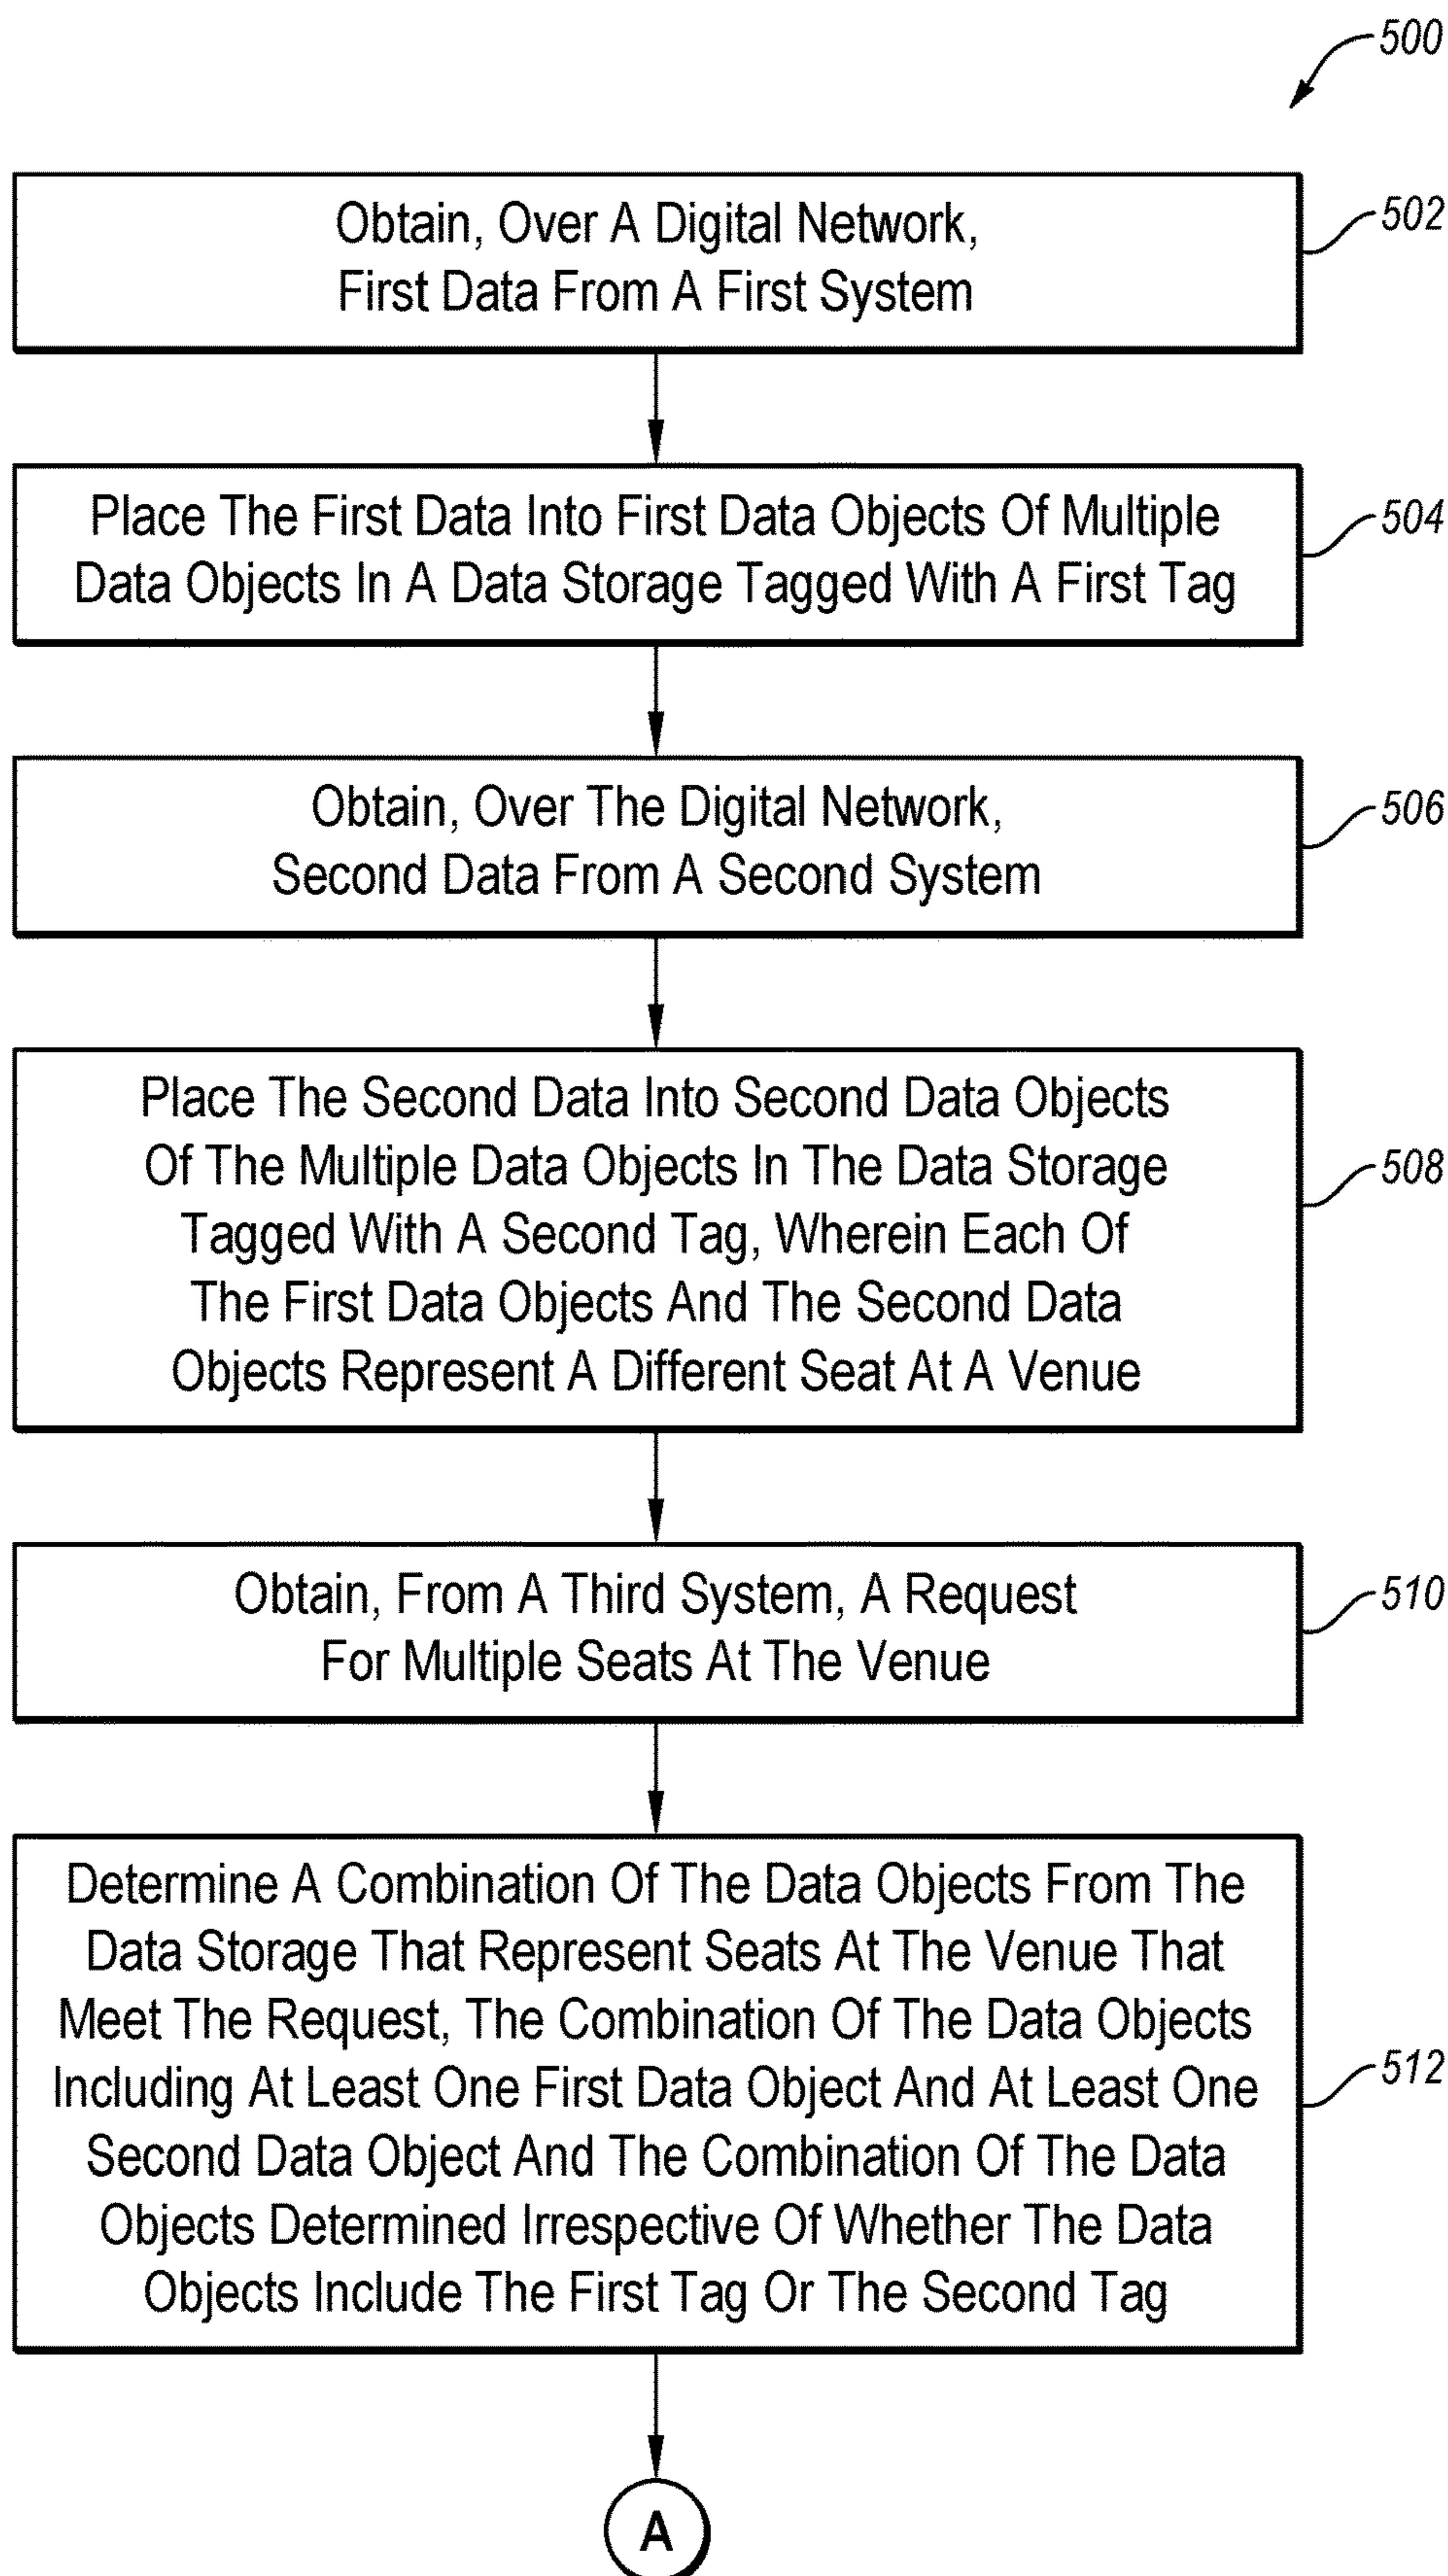 500
Obtain, Over A Digital Network,
First Data From A First System
502
Place The First Data Into First Data Objects Of Multiple
Data Objects In A Data Storage Tagged With A First Tag
504
Obtain, Over The Digital Network,
Second Data From A Second System
506
Place The Second Data Into Second Data Objects
Of The Multiple Data Objects In The Data Storage
Tagged With A Second Tag, Wherein Each Of
The First Data Objects And The Second Data
Objects Represent A Different Seat At A Venue
508
Obtain, From A Third System, A Request
For Multiple Seats At The Venue
510
Determine A Combination Of The Data Objects From The
Data Storage That Represent Seats At The Venue That
Meet The Request, The Combination Of The Data Objects
Including At Least One First Data Object And At Least One
Second Data Object And The Combination Of The Data
Objects Determined Irrespective Of Whether The Data
Objects Include The First Tag Or The Second Tag
512
A